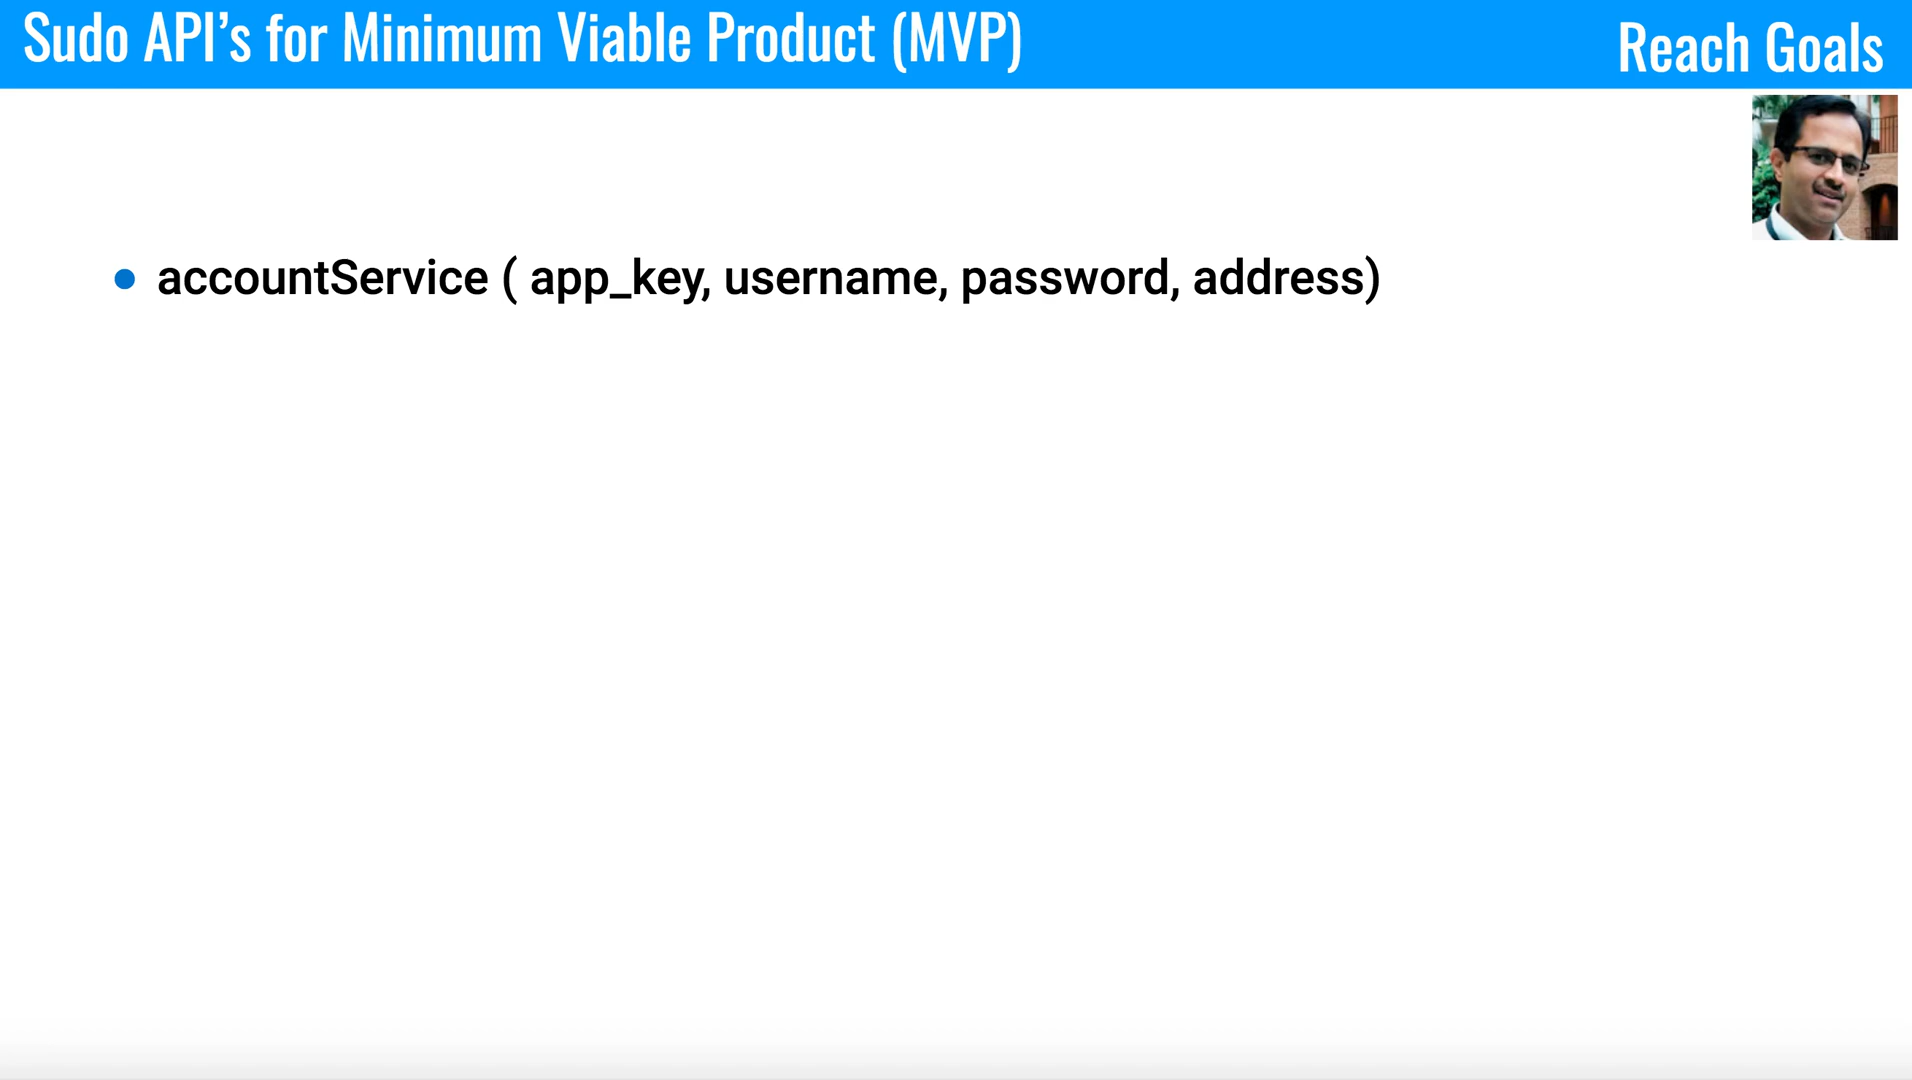 Sudo API’s for Minimum Viable Product (MVP)
Reach Goals
accountService ( app_key, username, password, address)